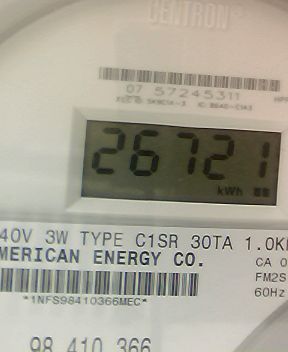 CENTRON
07 57245311
26721
kWh
40V 3W TYPE C1SR 30TA 1.0K
MERICAN ENERGY CO.
CA 0
FM2S
60Hz
*1NFS98410366MEC*
98 410 366